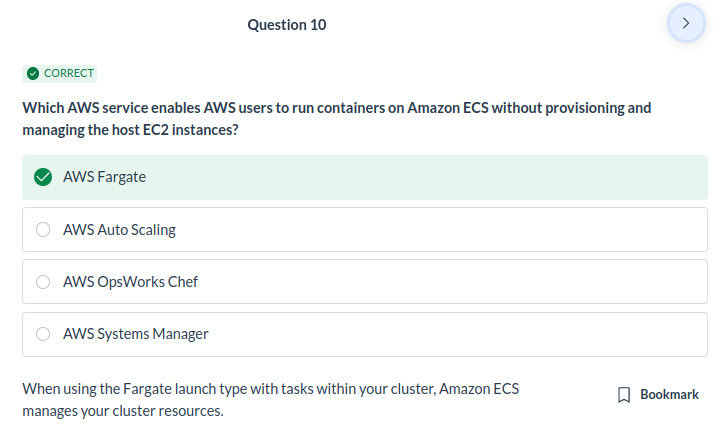 Question 10
CORRECT
Which AWS service enables AWS users to run containers on Amazon ECS without provisioning and
managing the host EC2 instances?
AWS Fargate
AWS Auto Scaling
AWS OpsWorks Chef
AWS Systems Manager
When using the Fargate launch type with tasks within your cluster, Amazon ECS
manages your cluster resources.
Bookmark